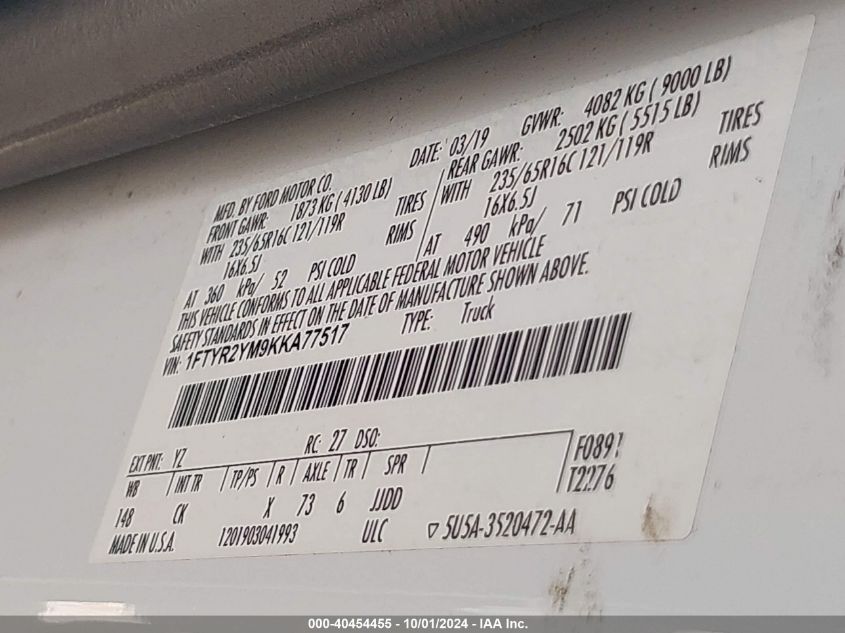 MFD. BY FORD MOTOR CO.
DATE: 03/19 GVWR: 4082 KG ( 9000 LB)
FRONT GAWR: 1873 KG ( 4130 LB)
REAR GAWR: 2502 KG ( 5515 LB)
WITH 235/65R16C 121/119R TIRES
WITH 235/65R16C 121/119R TIRES
16X6.5J RIMS
16X6.5J RIMS
AT 360 kPa/ 52 PSI COLD
AT 490 kPa/ 71 PSI COLD
THIS VEHICLE CONFORMS TO ALL APPLICABLE FEDERAL MOTOR VEHICLE
SAFETY STANDARDS IN EFFECT ON THE DATE OF MANUFACTURE SHOWN ABOVE.
VIN: 1FTYR2YM9KKA77517 TYPE: Truck
EXT PNT: YZ RC: 27 DSO:
WB INT TR TP/PS R AXLE TR SPR
148 CK X 73 6 JJDD
F0891
T2276
MADE IN U.S.A. 1201903041993 ULC 5U5A-3520472-AA
000-40454455 - 10/01/2024 - IAA Inc.